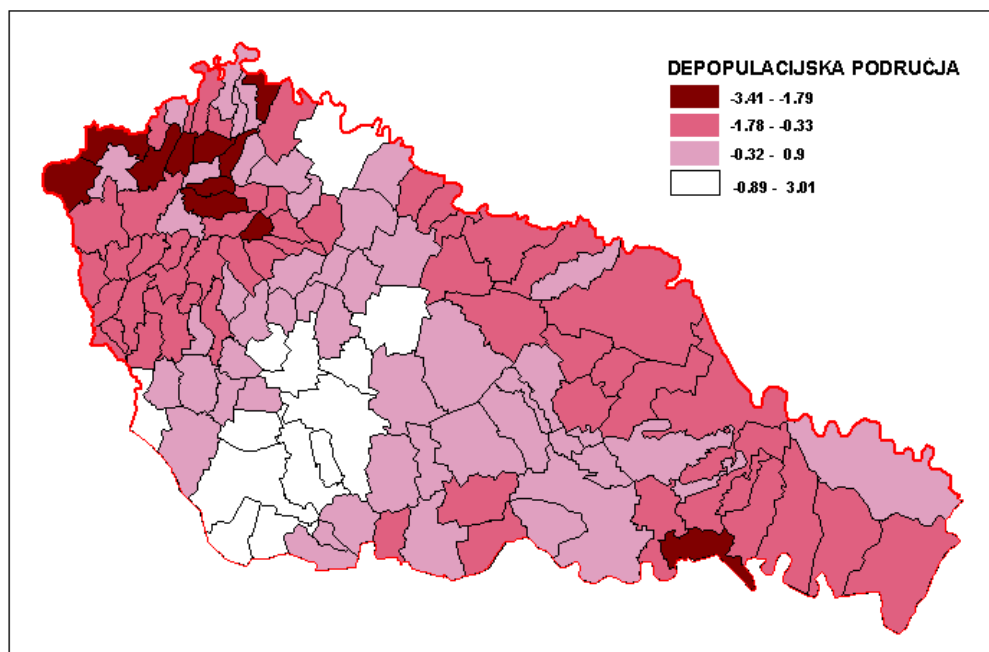 DEPOPULACIJSKA PODRUČJA
-3.41 - -1.79
-1.78 - -0.33
-0.32 - 0.9
-0.89 - 3.01